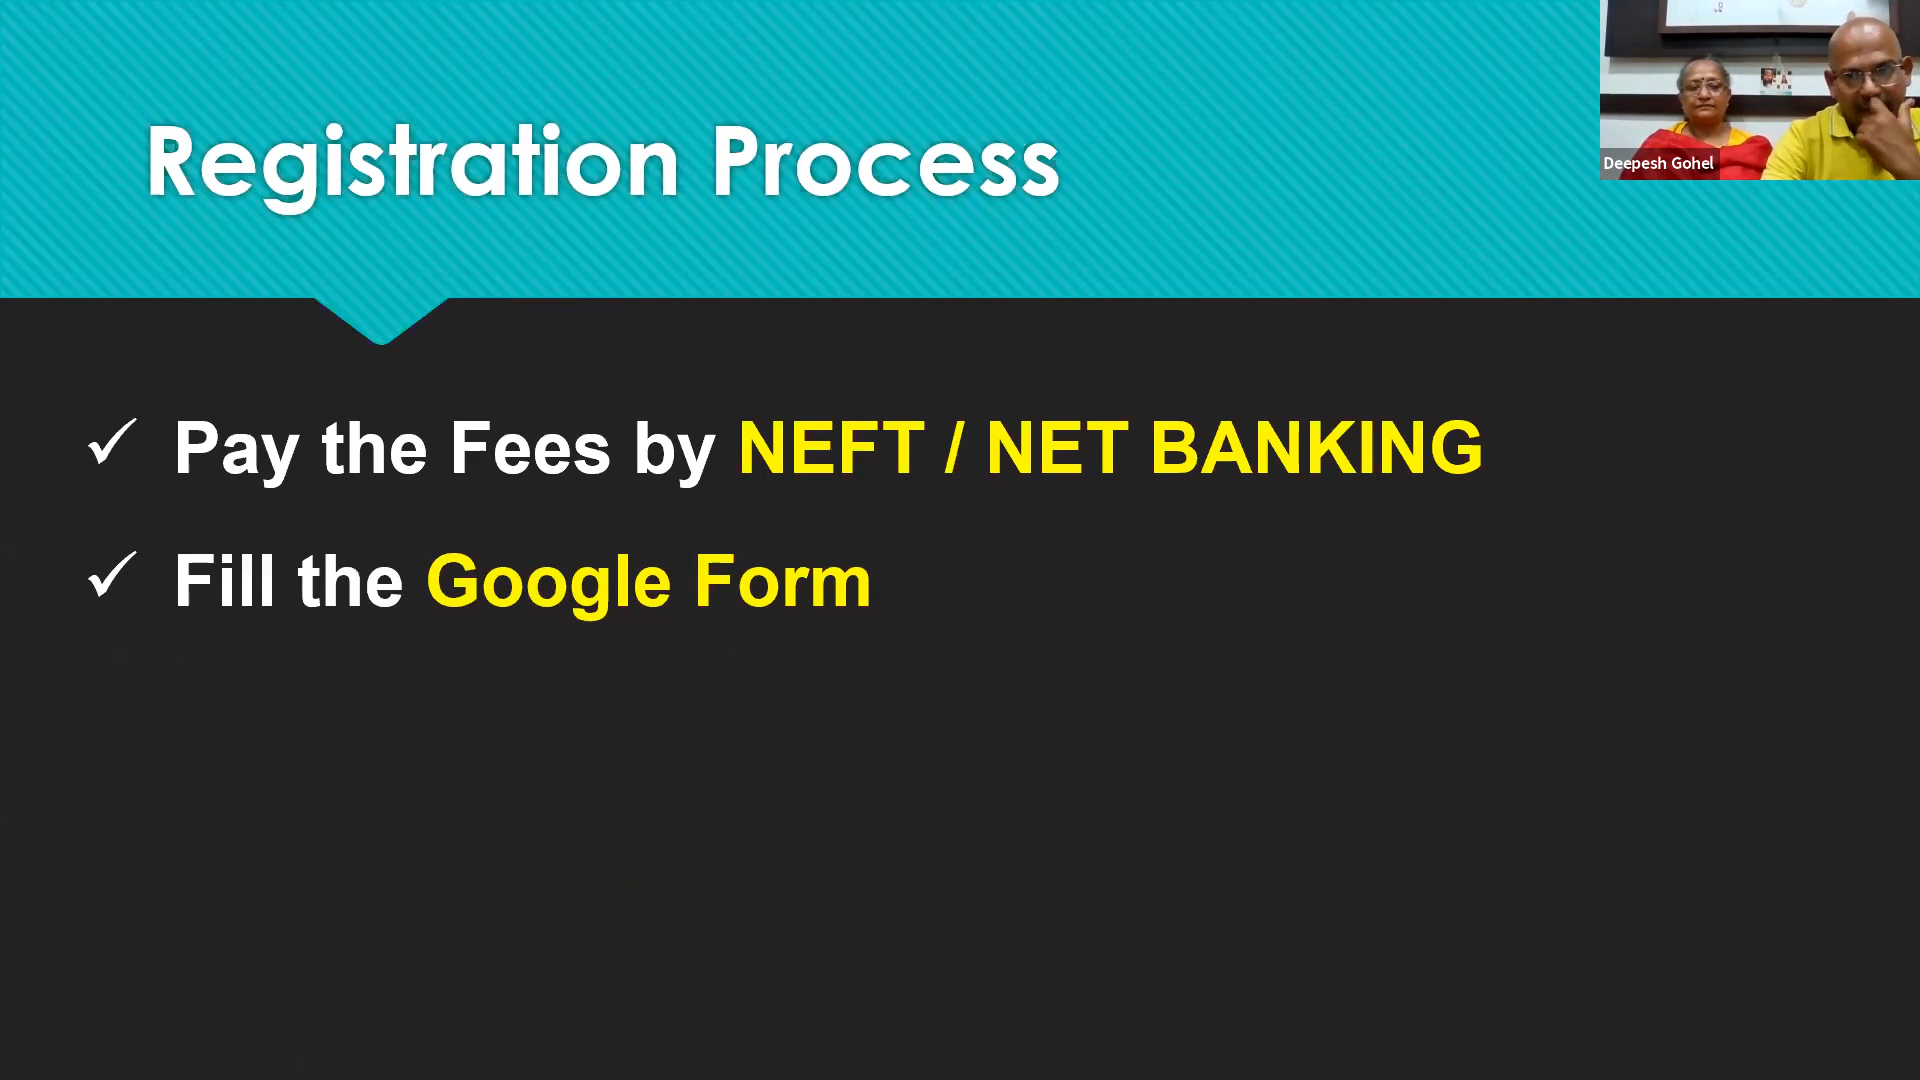 Registration Process
Deepesh Gohel
✓ Pay the Fees by NEFT / NET BANKING
✓ Fill the Google Form